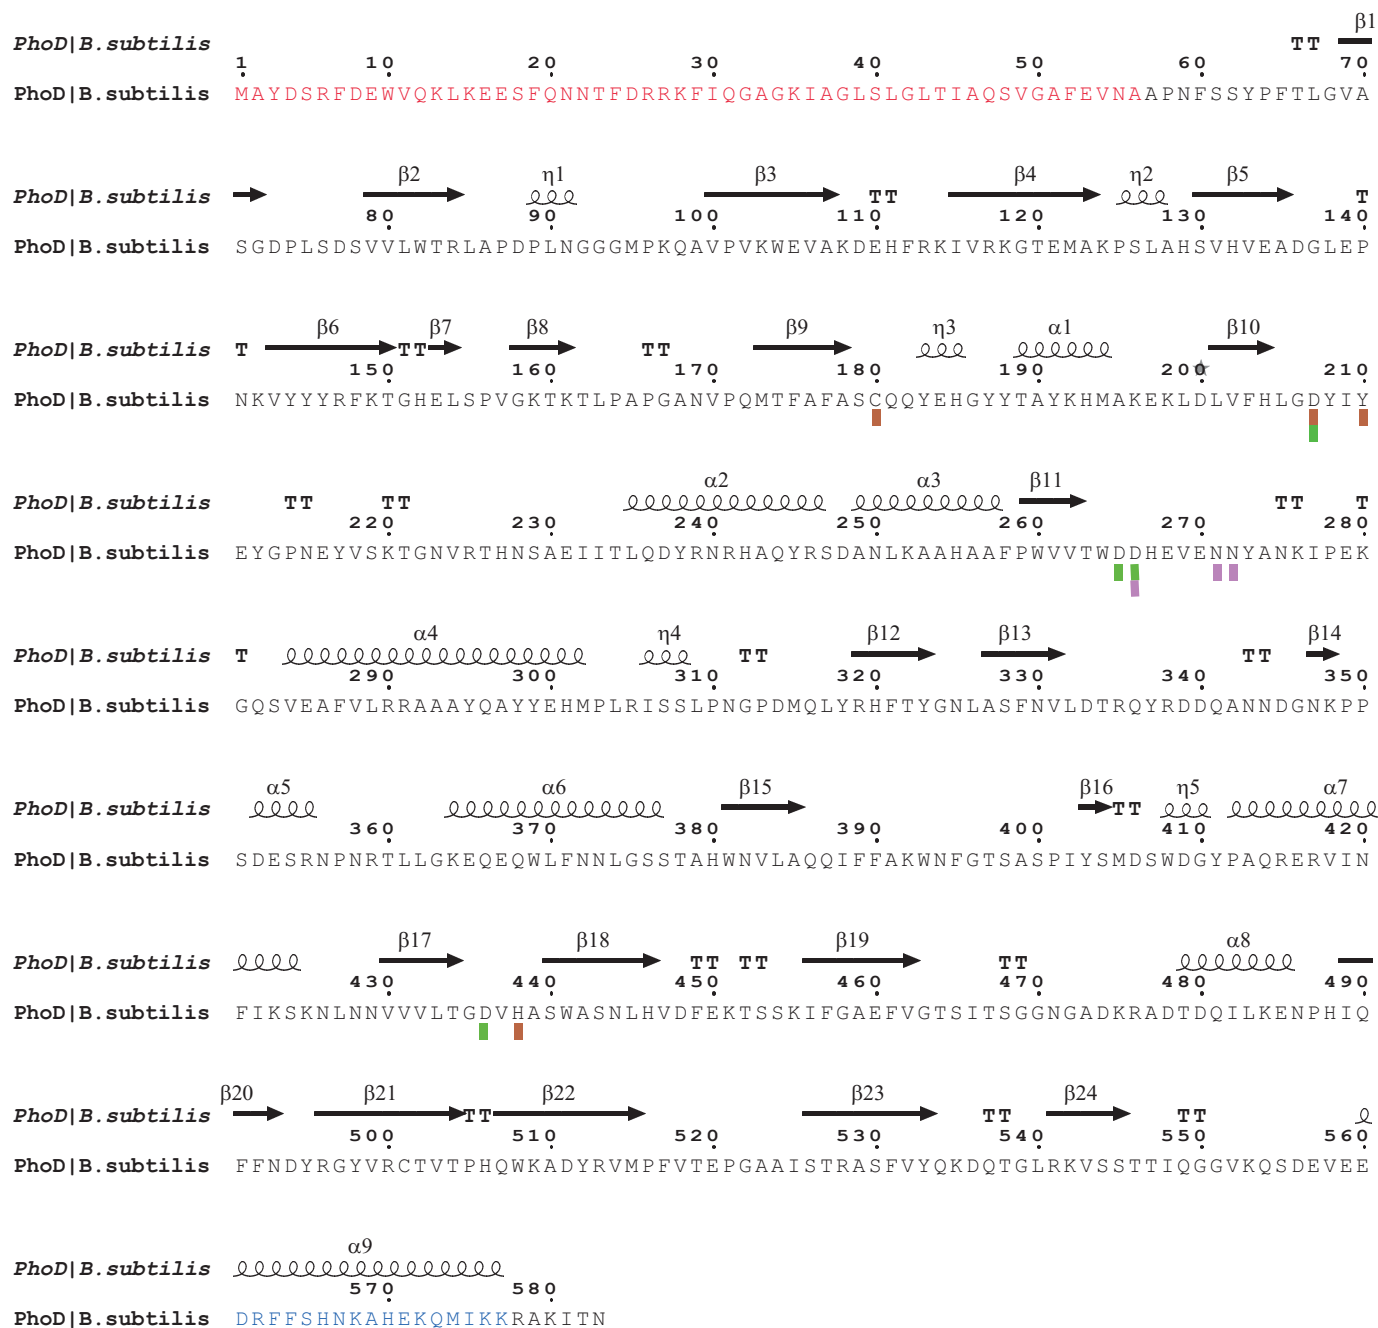 β1
PhoD|B.subtilis TT
1 10 20 30 40 50 60 70
PhoD|B.subtilis MAYDSRFDEWVQKLKEESFQNNTFDRRKFIQGAGKIAGLSLGLTIAQSVGAFEVNAAPNFSSYPFTLGVA
β2 η1 β3 β4 η2 β5
PhoD|B.subtilis TT T
80 90 100 110 120 130 140
PhoD|B.subtilis SGDPLSDSVVLWTRLAPDPLNGGGMPKQAVPVKWEVAKDEHFRKIVRKGTEMAKPSLAHSVHVEADGLEP
β6 β7 β8 β9 η3 α1 β10
PhoD|B.subtilis T TT TT
150 160 170 180 190 200 210
PhoD|B.subtilis NKVYYYRFKTGHELSPVGKTKTLPAPGANVPQMTFAFASCQQYEHGYYTAYKHMAKEKLDLVFHLGDYIY
α2 α3 β11
PhoD|B.subtilis TT TT TT T
220 230 240 250 260 270 280
PhoD|B.subtilis EYGPNEYVSKTGNVRTHNSAEIITLQDYRNRHAQYRSDANLKAAHAAFPWVVTWDDHEVENNYANKIPEK
α4 η4 β12 β13 β14
PhoD|B.subtilis T TT TT
290 300 310 320 330 340 350
PhoD|B.subtilis GQSVEAFVLRRAAAYQAYYEHMPLRISSLPNGPDMQLYRHFTYGNLASFNVLDTRQYRDDQANNDGNKPP
α5 α6 β15 β16 η5 α7
PhoD|B.subtilis TT
360 370 380 390 400 410 420
PhoD|B.subtilis SDESRNPNRTLLGKEQEQWLFNNLGSSTAHWNVLAQQIFFAKWNFGTSASPIYSMDSWDGYPAQRERVIN
β17 β18 β19 α8
PhoD|B.subtilis TT TT TT
430 440 450 460 470 480 490
PhoD|B.subtilis FIKSKNLNNVVVLTGDVHASWASNLHVDFEKTSSKIFGAEFVGTSITSGGNGADKRADTDQILKENPHIQ
β20 β21 β22 β23 β24
PhoD|B.subtilis TT TT TT
500 510 520 530 540 550 560
PhoD|B.subtilis FFNDYRGYVRCTVTPHQWKADYRVMPFVTEPGAAISTRASFVYQKDQTGLRKVSSTTIQGGVKQSDEVEE
α9
PhoD|B.subtilis
570 580
PhoD|B.subtilis DRFFSHNKAHEKQMIKKRAKITN